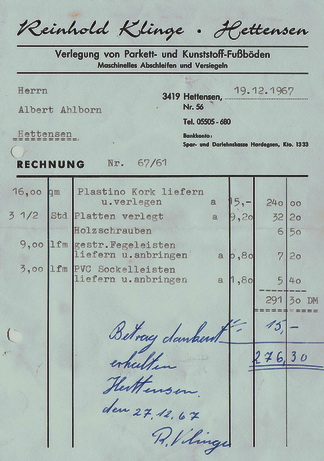 Reinhold Klinge • Hettensen
Verlegung von Parkett- und Kunststoff-Fußböden
Maschinelles Abschleifen und Versiegeln
Herrn
Albert Ahlborn
Hettensen
3419 Hettensen, 19.12.1967
Nr. 56
Tel. 05505 - 680
Bankkonto:
Spar- und Darlehnskasse Hardegsen, Kto. 1533
RECHNUNG Nr. 67/61
16,00 qm Plastino Kork liefern
u.verlegen a 15,- 240 00
3 1/2 Std Platten verlegt a 9,20 32 20
Holzschrauben 6 50
9,00 lfm gestr.Fegeleisten
liefern u.anbringen a 0,80 7 20
3,00 lfm PVC Sockelleisten
liefern u.anbringen a 1,80 5 40
291 30 DM
15,-
276,30
Betrag dankend
erhalten
Hettensen
den 27.12.67
R. Klinge